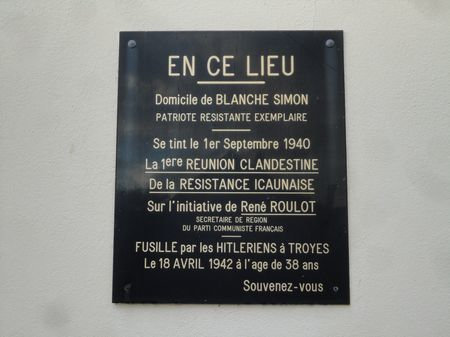 EN CE LIEU
Domicile de BLANCHE SIMON
PATRIOTE RESISTANTE EXEMPLAIRE
Se tint le 1er Septembre 1940
La 1ere REUNION CLANDESTINE
De la RESISTANCE ICAUNAISE
Sur l'initiative de René ROULOT
SECRETAIRE DE REGION
DU PARTI COMMUNISTE FRANÇAIS
FUSILLE par les HITLERIENS à TROYES
Le 18 AVRIL 1942 à l'age de 38 ans
Souvenez-vous